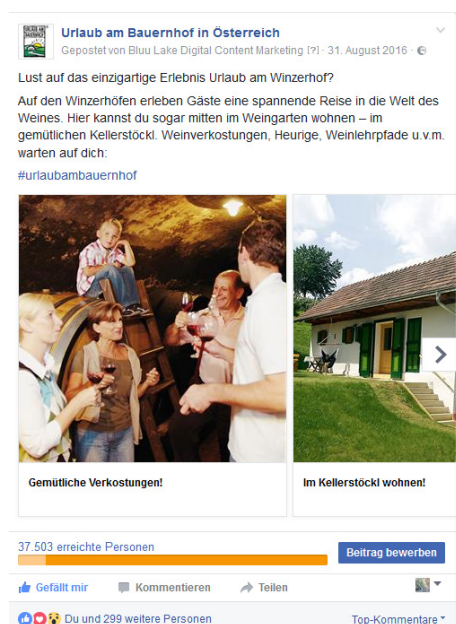 Urlaub am Bauernhof in Österreich
Gepostet von Bluu Lake Digital Content Marketing [?] · 31. August 2016 ·
Lust auf das einzigartige Erlebnis Urlaub am Winzerhof?
Auf den Winzerhöfen erleben Gäste eine spannende Reise in die Welt des
Weines. Hier kannst du sogar mitten im Weingarten wohnen – im
gemütlichen Kellerstöckl. Weinverkostungen, Heurige, Weinlehrpfade u.v.m.
warten auf dich:
#urlaubambauernhof
Gemütliche Verkostungen!
Im Kellerstöckl wohnen!
37.503 erreichte Personen
Beitrag bewerben
Gefällt mir Kommentieren Teilen
Du und 299 weitere Personen
Top-Kommentare